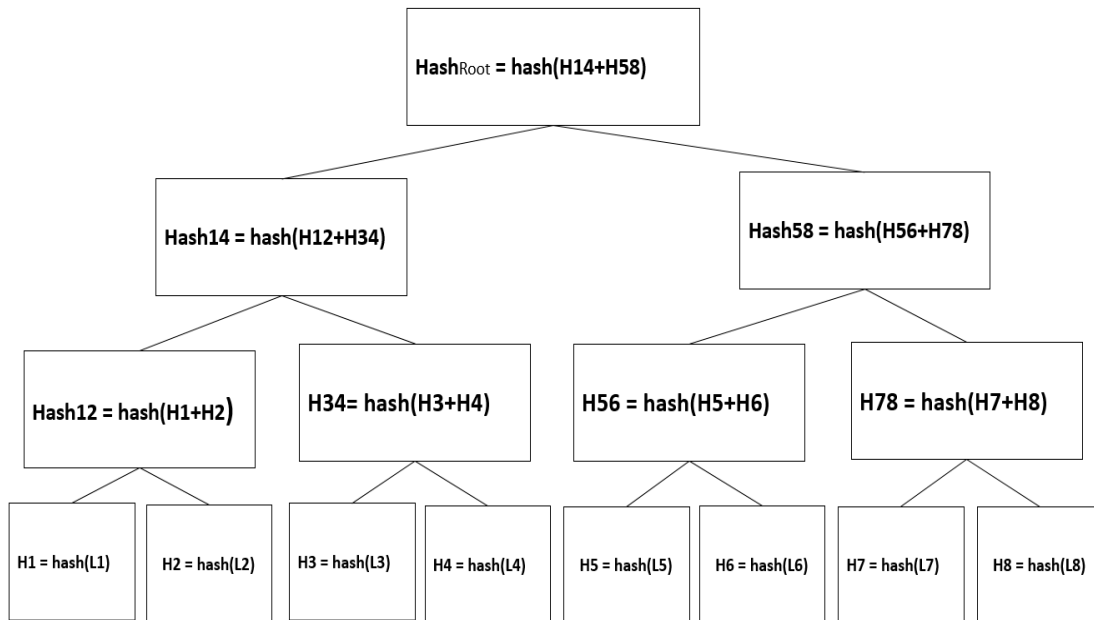 HashRoot = hash(H14+H58)
Hash14 = hash(H12+H34)
Hash58 = hash(H56+H78)
Hash12 = hash(H1+H2)
H34= hash(H3+H4)
H56 = hash(H5+H6)
H78 = hash(H7+H8)
H1 = hash(L1)
H2 = hash(L2)
H3 = hash(L3)
H4 = hash(L4)
H5 = hash(L5)
H6 = hash(L6)
H7 = hash(L7)
H8 = hash(L8)